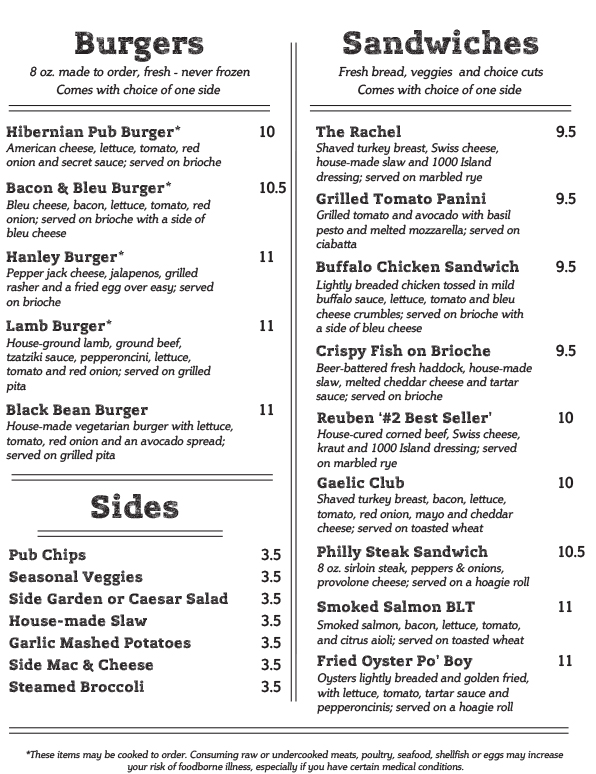 Burgers
8 oz. made to order, fresh - never frozen
Comes with choice of one side
Hibernian Pub Burger* 10
American cheese, lettuce, tomato, red
onion and secret sauce; served on brioche
Bacon & Bleu Burger* 10.5
Bleu cheese, bacon, lettuce, tomato, red
onion; served on brioche with a side of
bleu cheese
Hanley Burger* 11
Pepper jack cheese, jalapenos, grilled
rasher and a fried egg over easy; served
on brioche
Lamb Burger* 11
House-ground lamb, ground beef,
tzatziki sauce, pepperoncini, lettuce,
tomato and red onion; served on grilled
pita
Black Bean Burger 11
House-made vegetarian burger with lettuce,
tomato, red onion and an avocado spread;
served on grilled pita
Sides
Pub Chips 3.5
Seasonal Veggies 3.5
Side Garden or Caesar Salad 3.5
House-made Slaw 3.5
Garlic Mashed Potatoes 3.5
Side Mac & Cheese 3.5
Steamed Broccoli 3.5
Sandwiches
Fresh bread, veggies and choice cuts
Comes with choice of one side
The Rachel 9.5
Shaved turkey breast, Swiss cheese,
house-made slaw and 1000 Island
dressing; served on marbled rye
Grilled Tomato Panini 9.5
Grilled tomato and avocado with basil
pesto and melted mozzarella; served on
ciabatta
Buffalo Chicken Sandwich 9.5
Lightly breaded chicken tossed in mild
buffalo sauce, lettuce, tomato and bleu
cheese crumbles; served on brioche with
a side of bleu cheese
Crispy Fish on Brioche 9.5
Beer-battered fresh haddock, house-made
slaw, melted cheddar cheese and tartar
sauce; served on brioche
Reuben '#2 Best Seller' 10
House-cured corned beef, Swiss cheese,
kraut and 1000 Island dressing; served
on marbled rye
Gaelic Club 10
Shaved turkey breast, bacon, lettuce,
tomato, red onion, mayo and cheddar
cheese; served on toasted wheat
Philly Steak Sandwich 10.5
8 oz. sirloin steak, peppers & onions,
provolone cheese; served on a hoagie roll
Smoked Salmon BLT 11
Smoked salmon, bacon, lettuce, tomato,
and citrus aioli; served on toasted wheat
Fried Oyster Po' Boy 11
Oysters lightly breaded and golden fried,
with lettuce, tomato, tartar sauce and
pepperoncinis; served on a hoagie roll
*These items may be cooked to order. Consuming raw or undercooked meats, poultry, seafood, shellfish or eggs may increase
your risk of foodborne illness, especially if you have certain medical conditions.